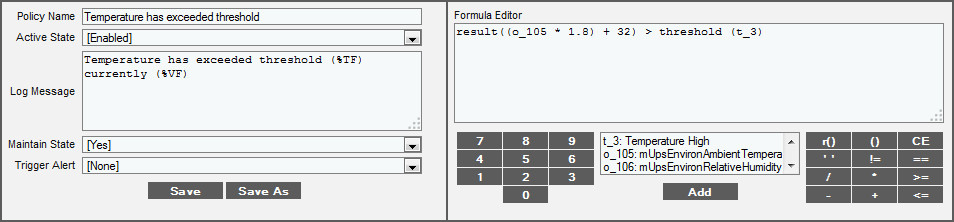 Policy Name
Temperature has exceeded threshold
Active State
[Enabled]
Log Message
Temperature has exceeded threshold (%TF)
currently (%VF)
Maintain State
[Yes]
Trigger Alert
[None]
Save
Save As
Formula Editor
result((o_105 * 1.8) + 32) > threshold (t_3)
7 8 9
4 5 6
1 2 3
0
t_3: Temperature High
o_105: mUpsEnvironAmbientTempera
o_106: mUpsEnvironRelativeHumidity
Add
r() () CE
' ' != ==
/ * >=
- + <=